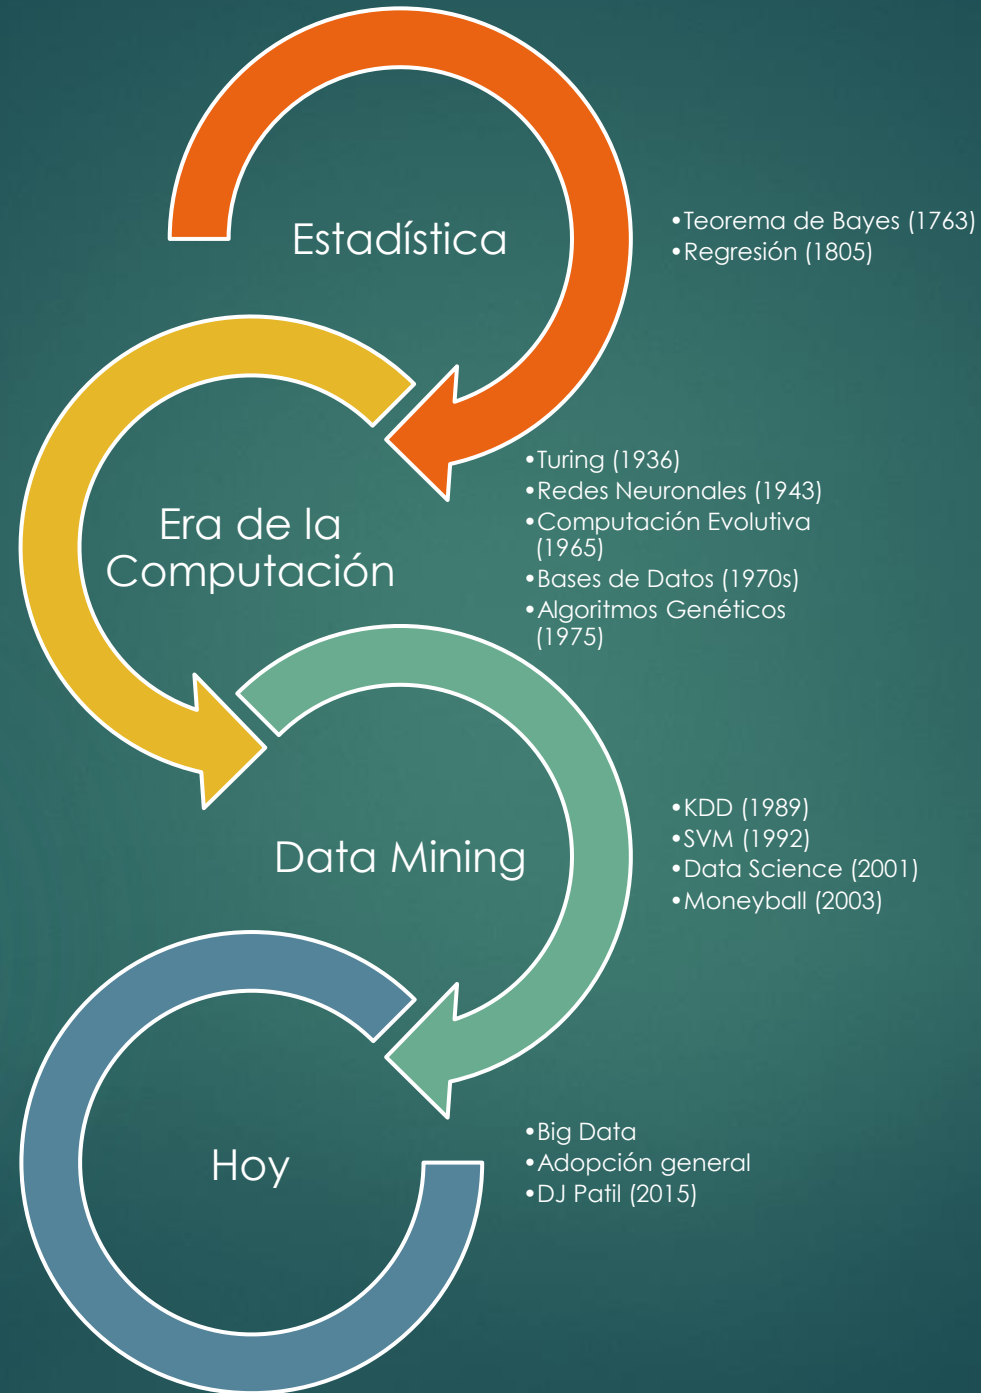 Estadística
•Teorema de Bayes (1763)
•Regresión (1805)
Era de la
Computación
•Turing (1936)
•Redes Neuronales (1943)
•Computación Evolutiva
(1965)
•Bases de Datos (1970s)
•Algoritmos Genéticos
(1975)
Data Mining
•KDD (1989)
•SVM (1992)
•Data Science (2001)
•Moneyball (2003)
Hoy
•Big Data
•Adopción general
•DJ Patil (2015)